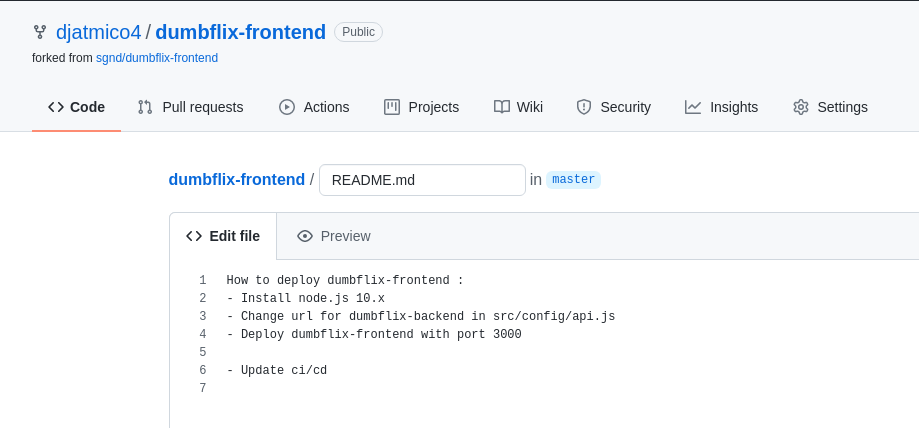 djatmico4 / dumbflix-frontend Public
forked from sgnd/dumbflix-frontend
Code Pull requests Actions Projects Wiki Security Insights Settings
dumbflix-frontend / README.md in master
Edit file Preview
1 How to deploy dumbflix-frontend :
2 - Install node.js 10.x
3 - Change url for dumbflix-backend in src/config/api.js
4 - Deploy dumbflix-frontend with port 3000
5
6 - Update ci/cd
7